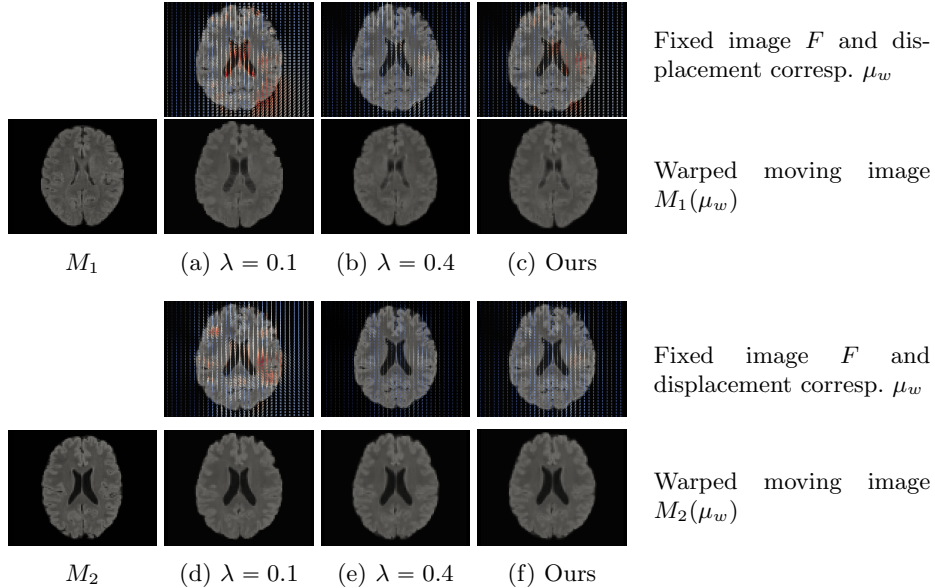 Fixed image F and dis-
placement corresp. μ_w
Warped moving image
M_1(μ_w)
M_1
(a) λ = 0.1
(b) λ = 0.4
(c) Ours
Fixed image F and
displacement corresp. μ_w
Warped moving image
M_2(μ_w)
M_2
(d) λ = 0.1
(e) λ = 0.4
(f) Ours